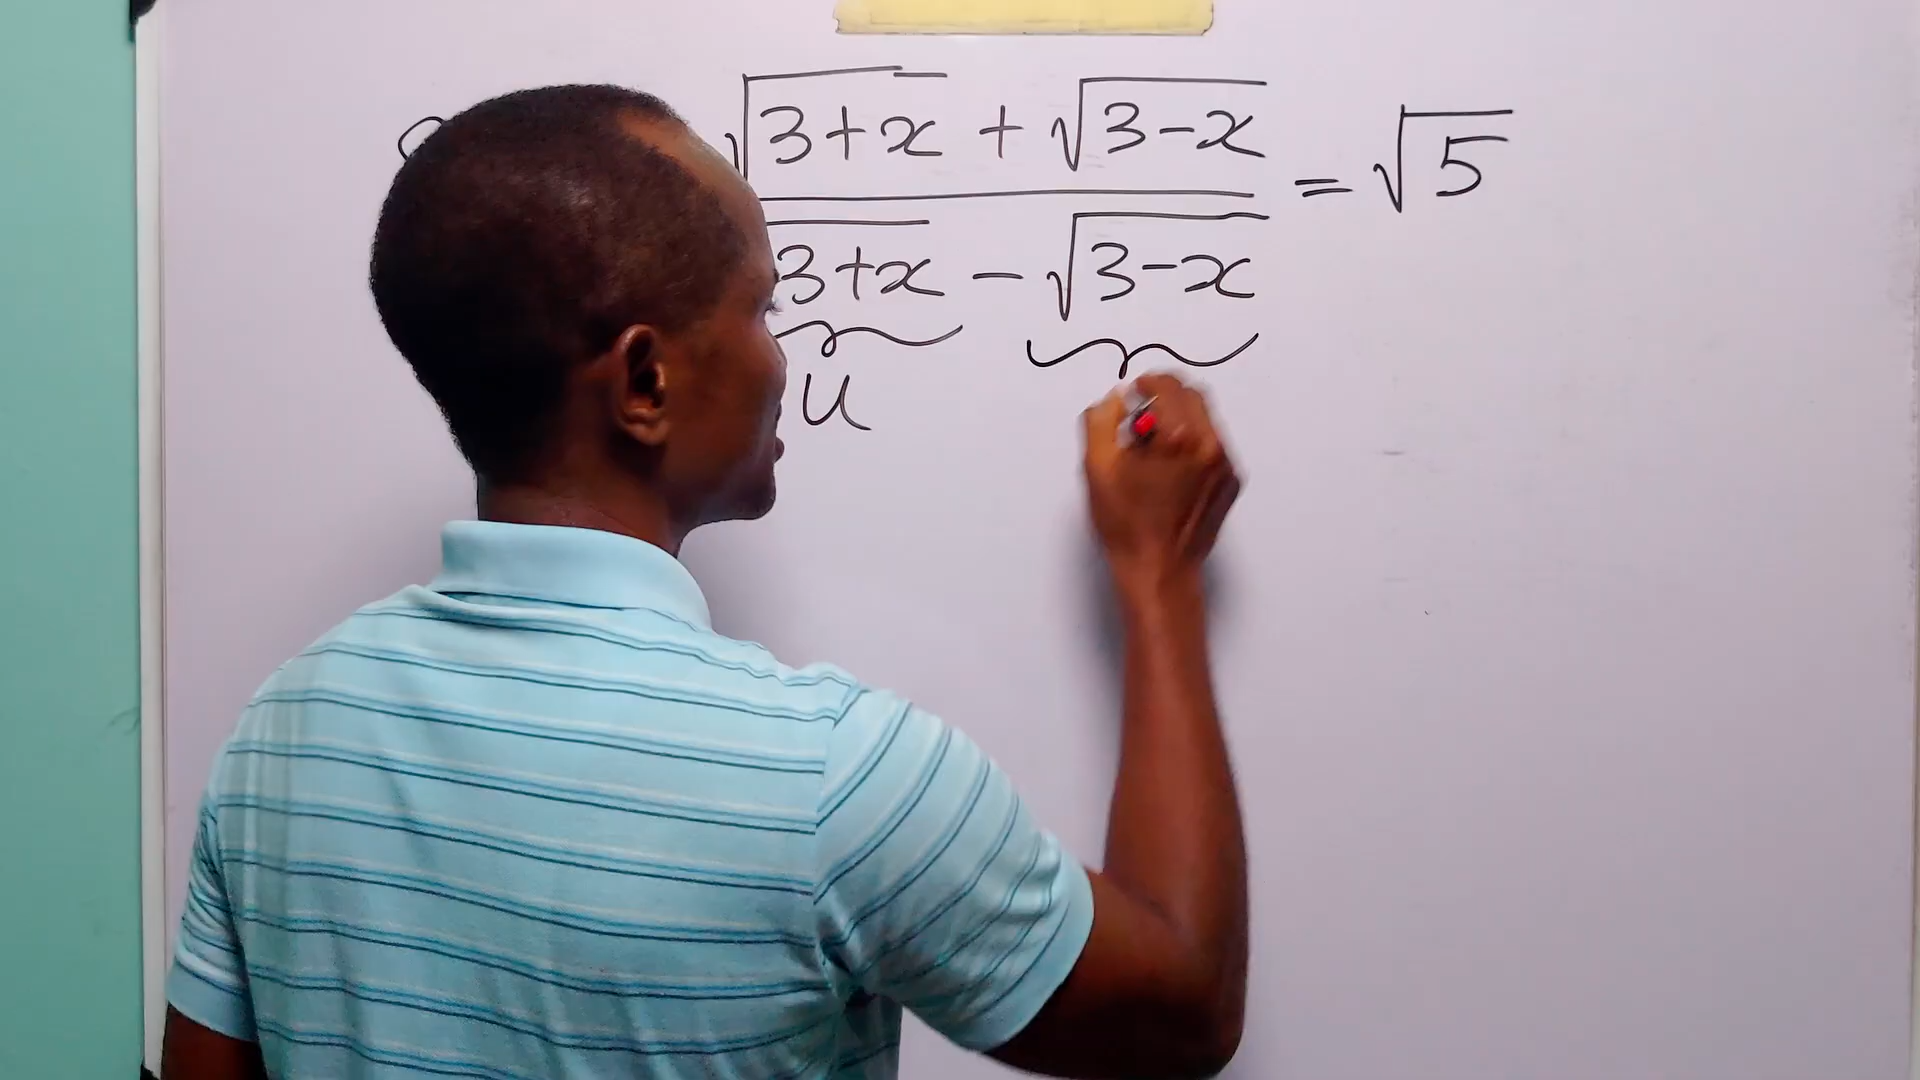 √3+x + √3-x = √5
3+x - √3-x
u